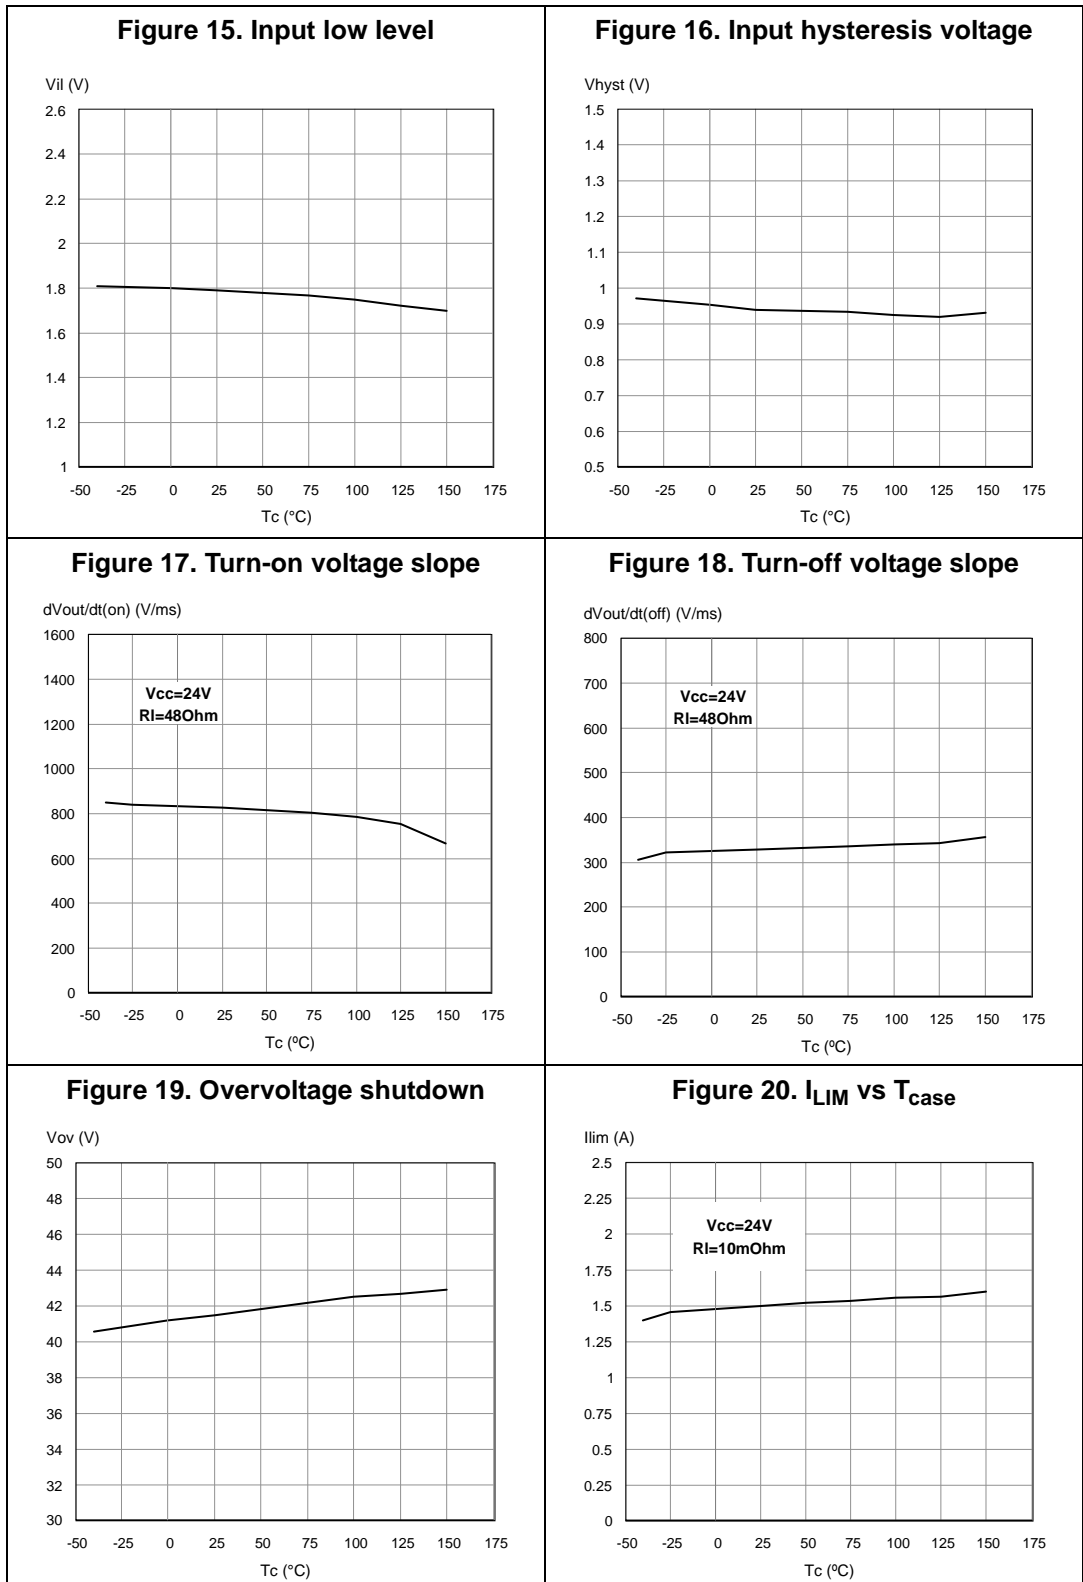 Figure 15. Input low level
Vil (V)
2.6
2.4
2.2
2
1.8
1.6
1.4
1.2
1
-50 -25 0 25 50 75 100 125 150 175
Tc (°C)
Figure 16. Input hysteresis voltage
Vhyst (V)
1.5
1.4
1.3
1.2
1.1
1
0.9
0.8
0.7
0.6
0.5
-50 -25 0 25 50 75 100 125 150 175
Tc (°C)
Figure 17. Turn-on voltage slope
dVout/dt(on) (V/ms)
1600
1400
1200
1000
800
600
400
200
0
Vcc=24V
Rl=48Ohm
-50 -25 0 25 50 75 100 125 150 175
Tc (ºC)
Figure 18. Turn-off voltage slope
dVout/dt(off) (V/ms)
800
700
600
500
400
300
200
100
0
Vcc=24V
Rl=48Ohm
-50 -25 0 25 50 75 100 125 150 175
Tc (ºC)
Figure 19. Overvoltage shutdown
Vov (V)
50
48
46
44
42
40
38
36
34
32
30
-50 -25 0 25 50 75 100 125 150 175
Tc (°C)
Figure 20. ILIM vs Tcase
Ilim (A)
2.5
2.25
2
1.75
1.5
1.25
1
0.75
0.5
0.25
0
Vcc=24V
Rl=10mOhm
-50 -25 0 25 50 75 100 125 150 175
Tc (ºC)